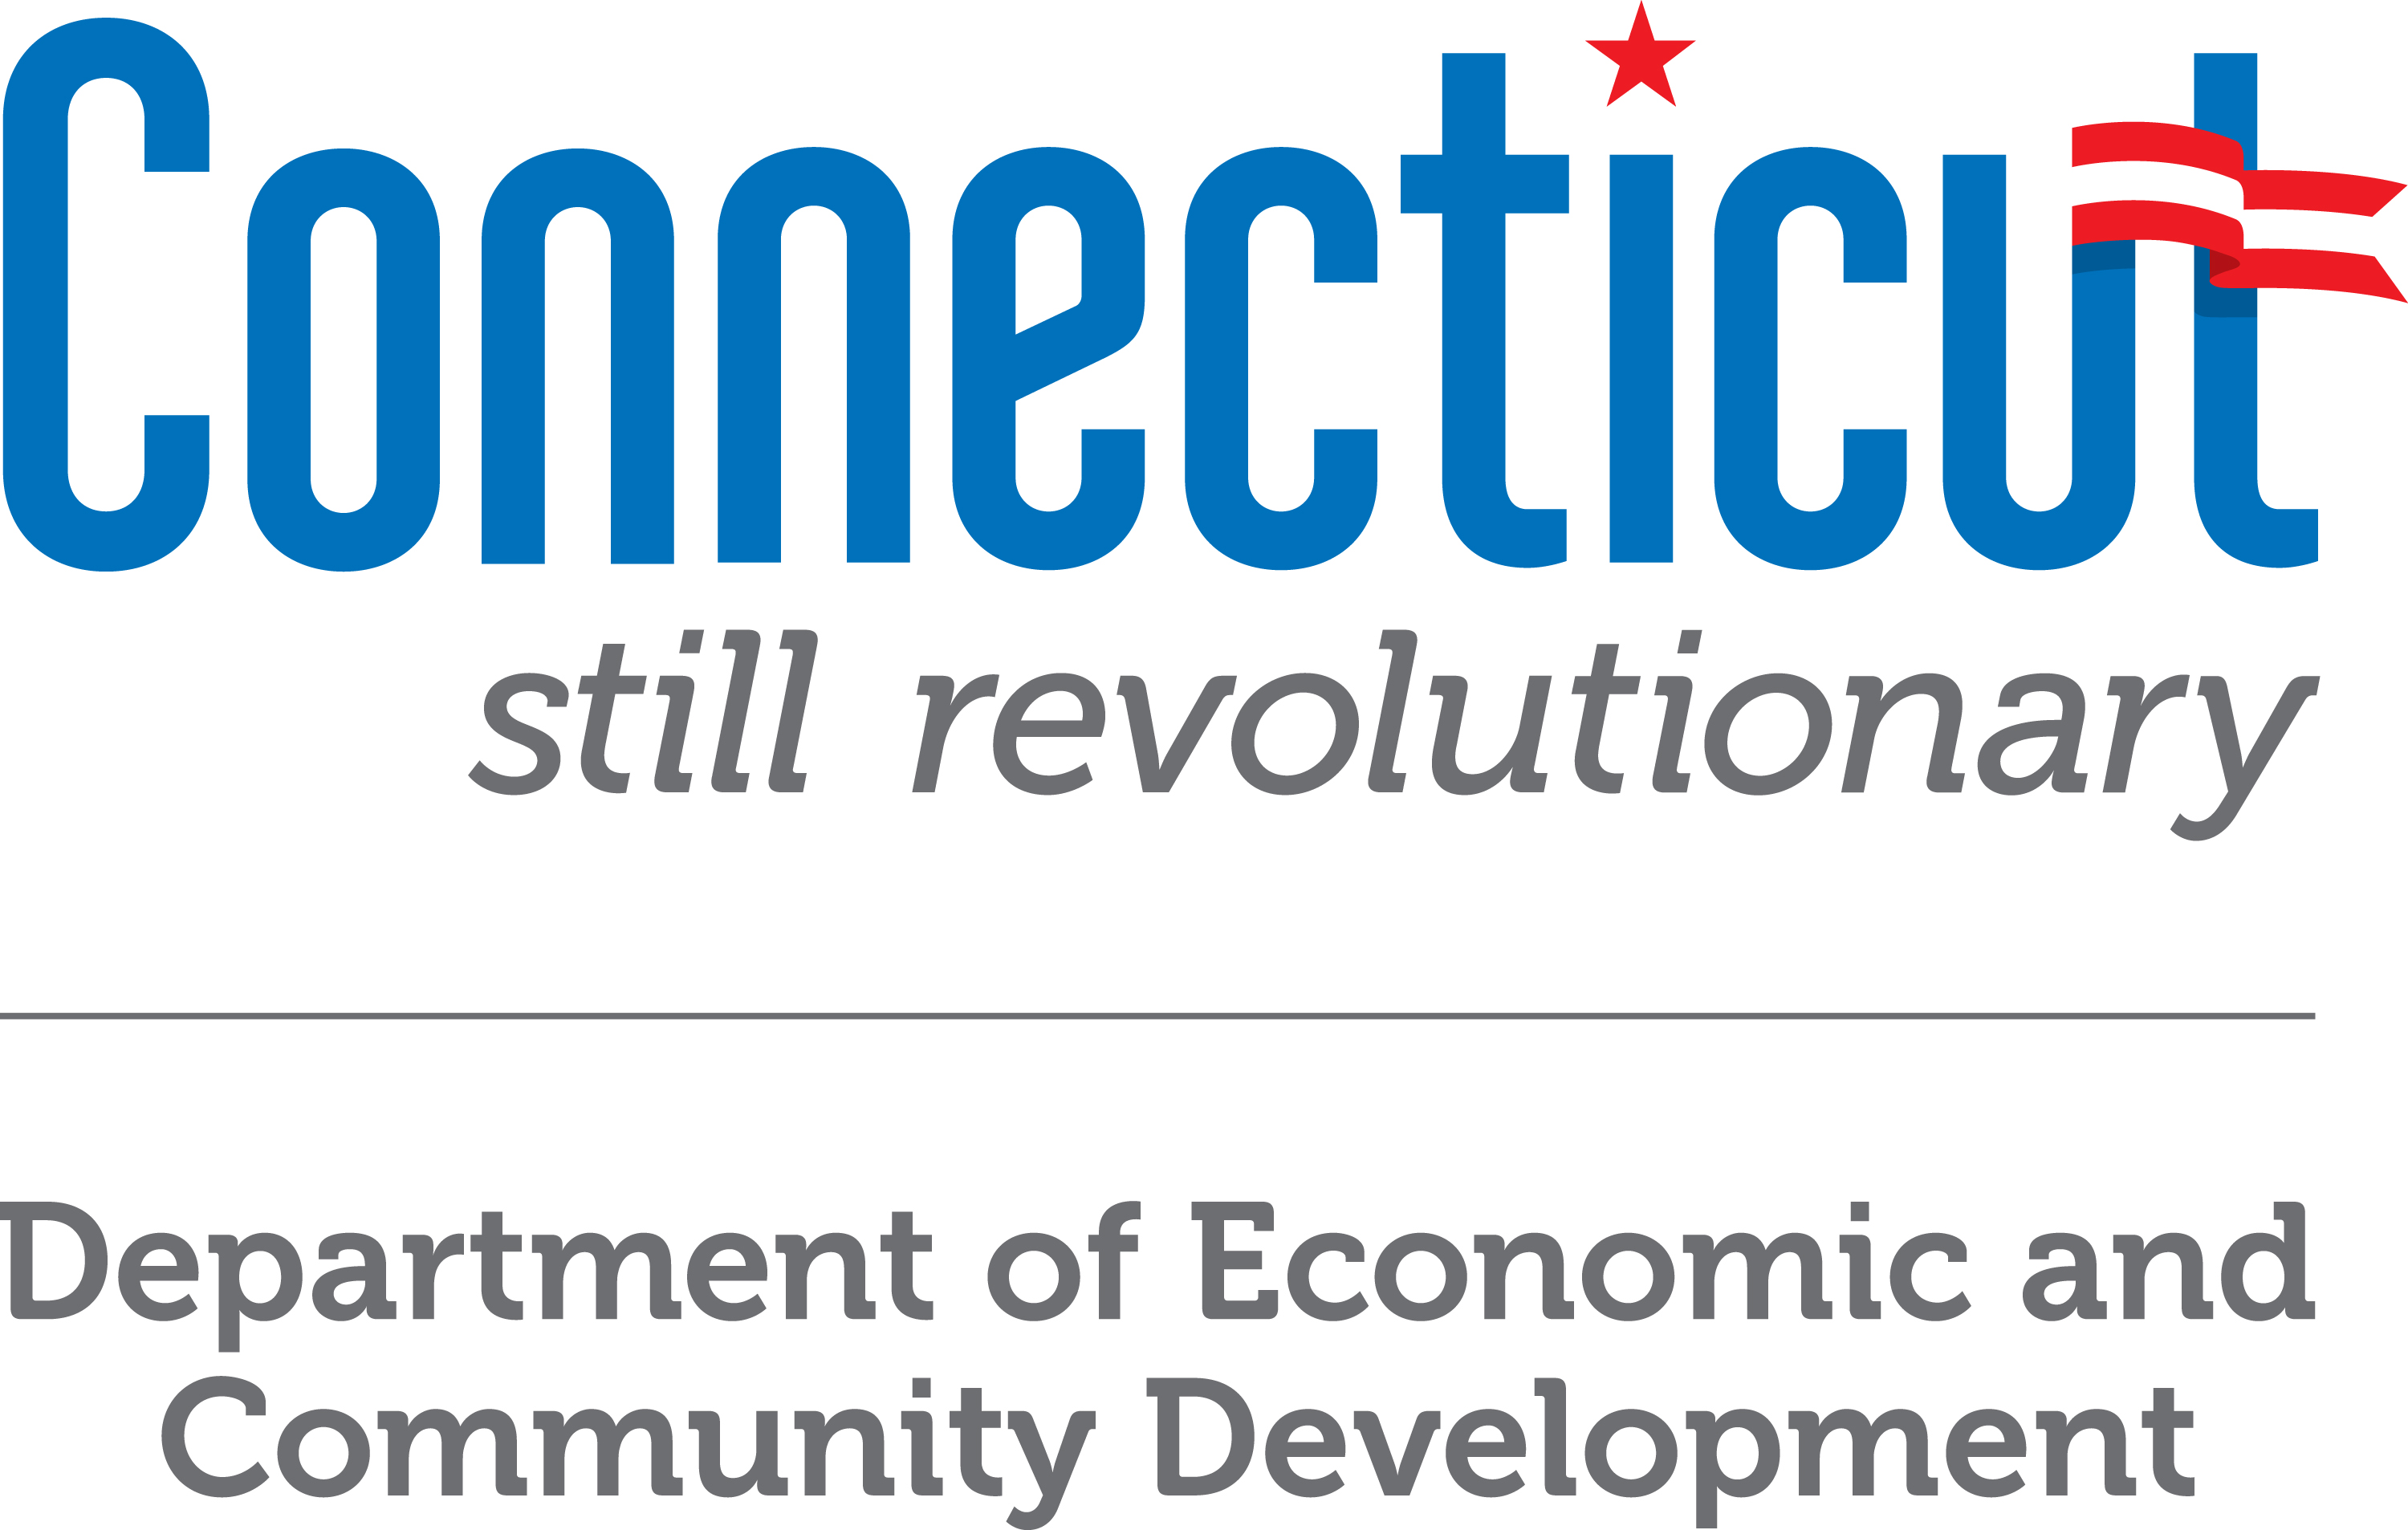 Connecticut
still revolutionary
Department of Economic and
Community Development